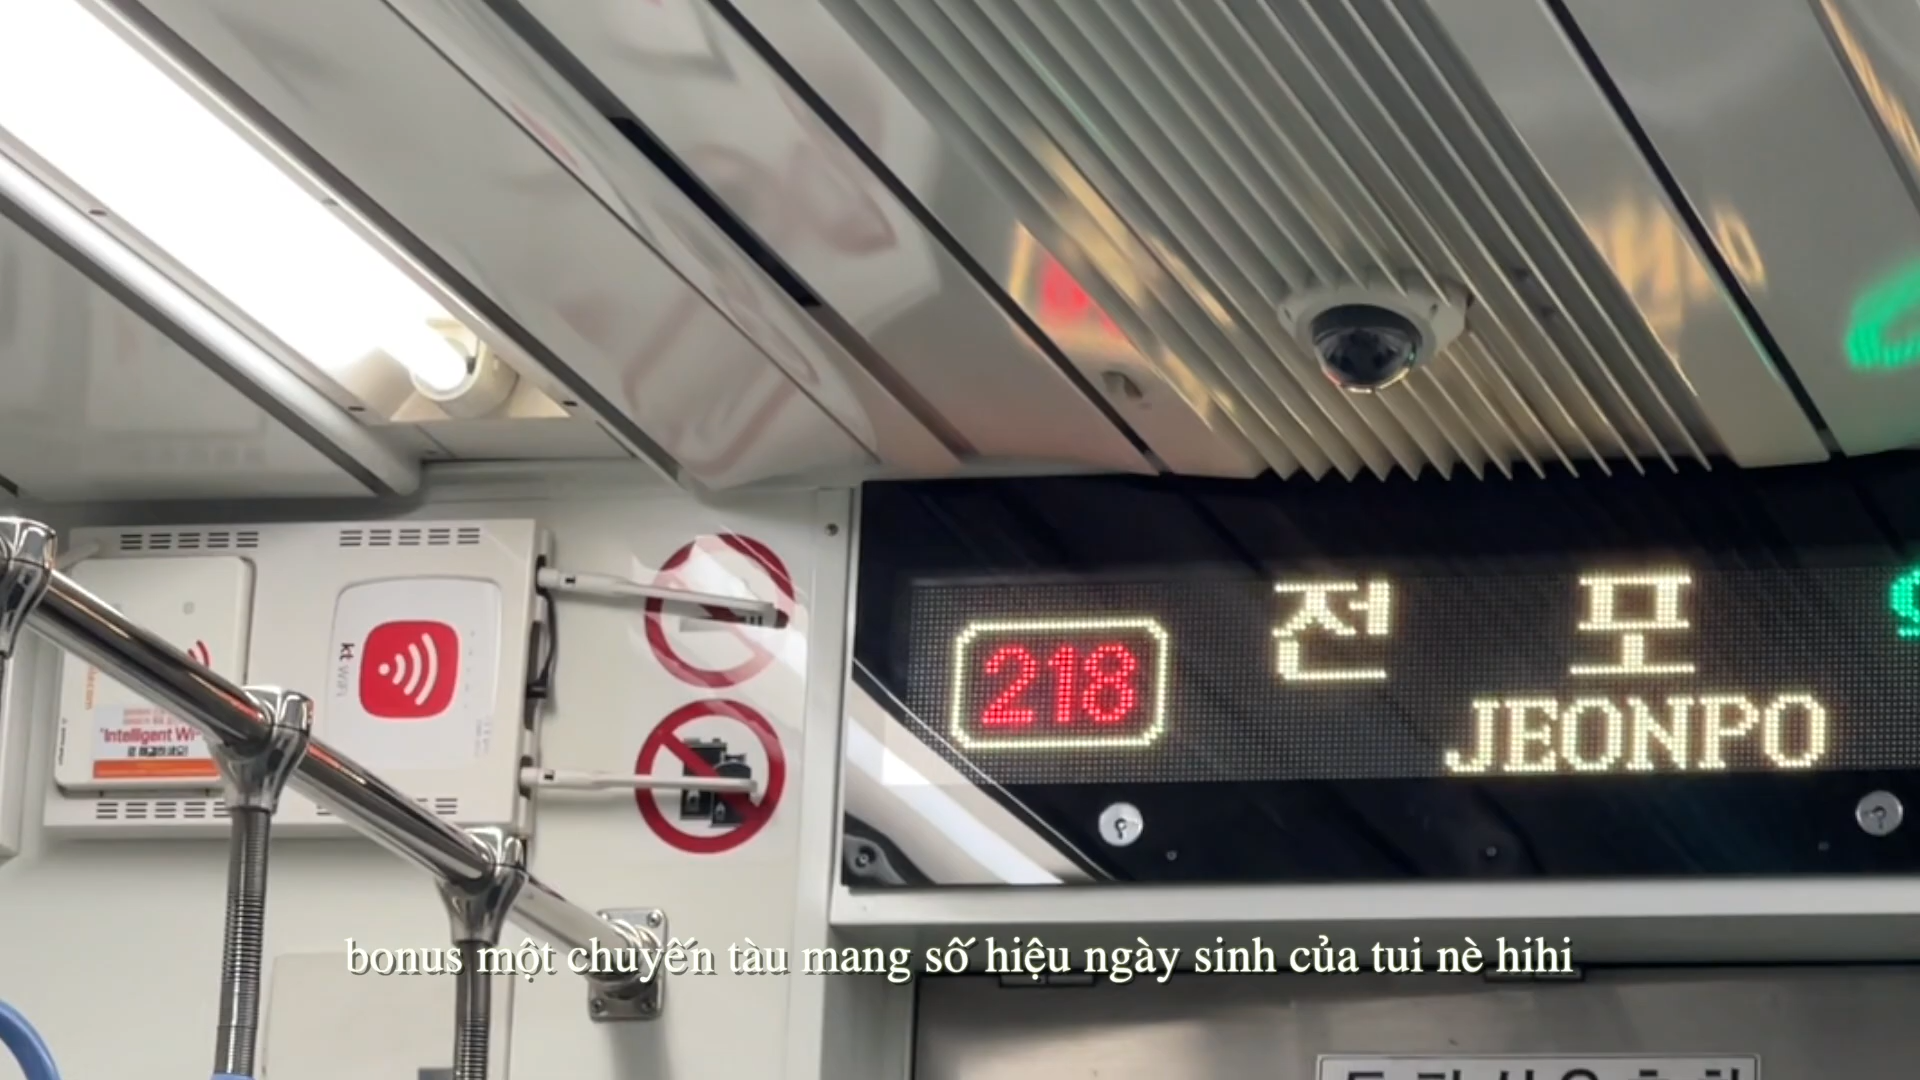 218
전 포
JEONPO
kt WiFi
"Intelligent Wi-
bonus một chuyến tàu mang số hiệu ngày sinh của tui nè hihi